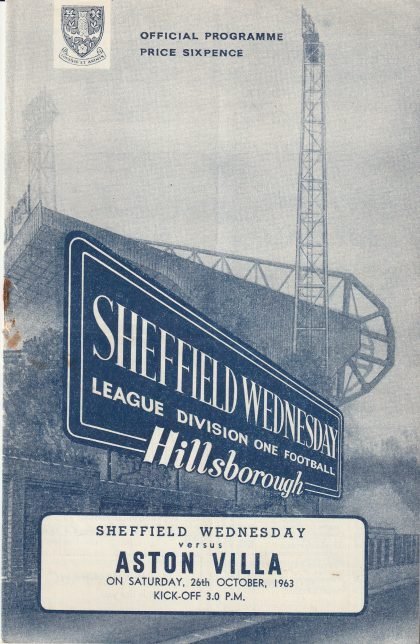 OFFICIAL PROGRAMME
PRICE SIXPENCE
SHEFFIELD WEDNESDAY
LEAGUE DIVISION ONE FOOTBALL
Hillsborough
SHEFFIELD WEDNESDAY
versus
ASTON VILLA
ON SATURDAY, 26th OCTOBER, 1963
KICK-OFF 3.0 P.M.